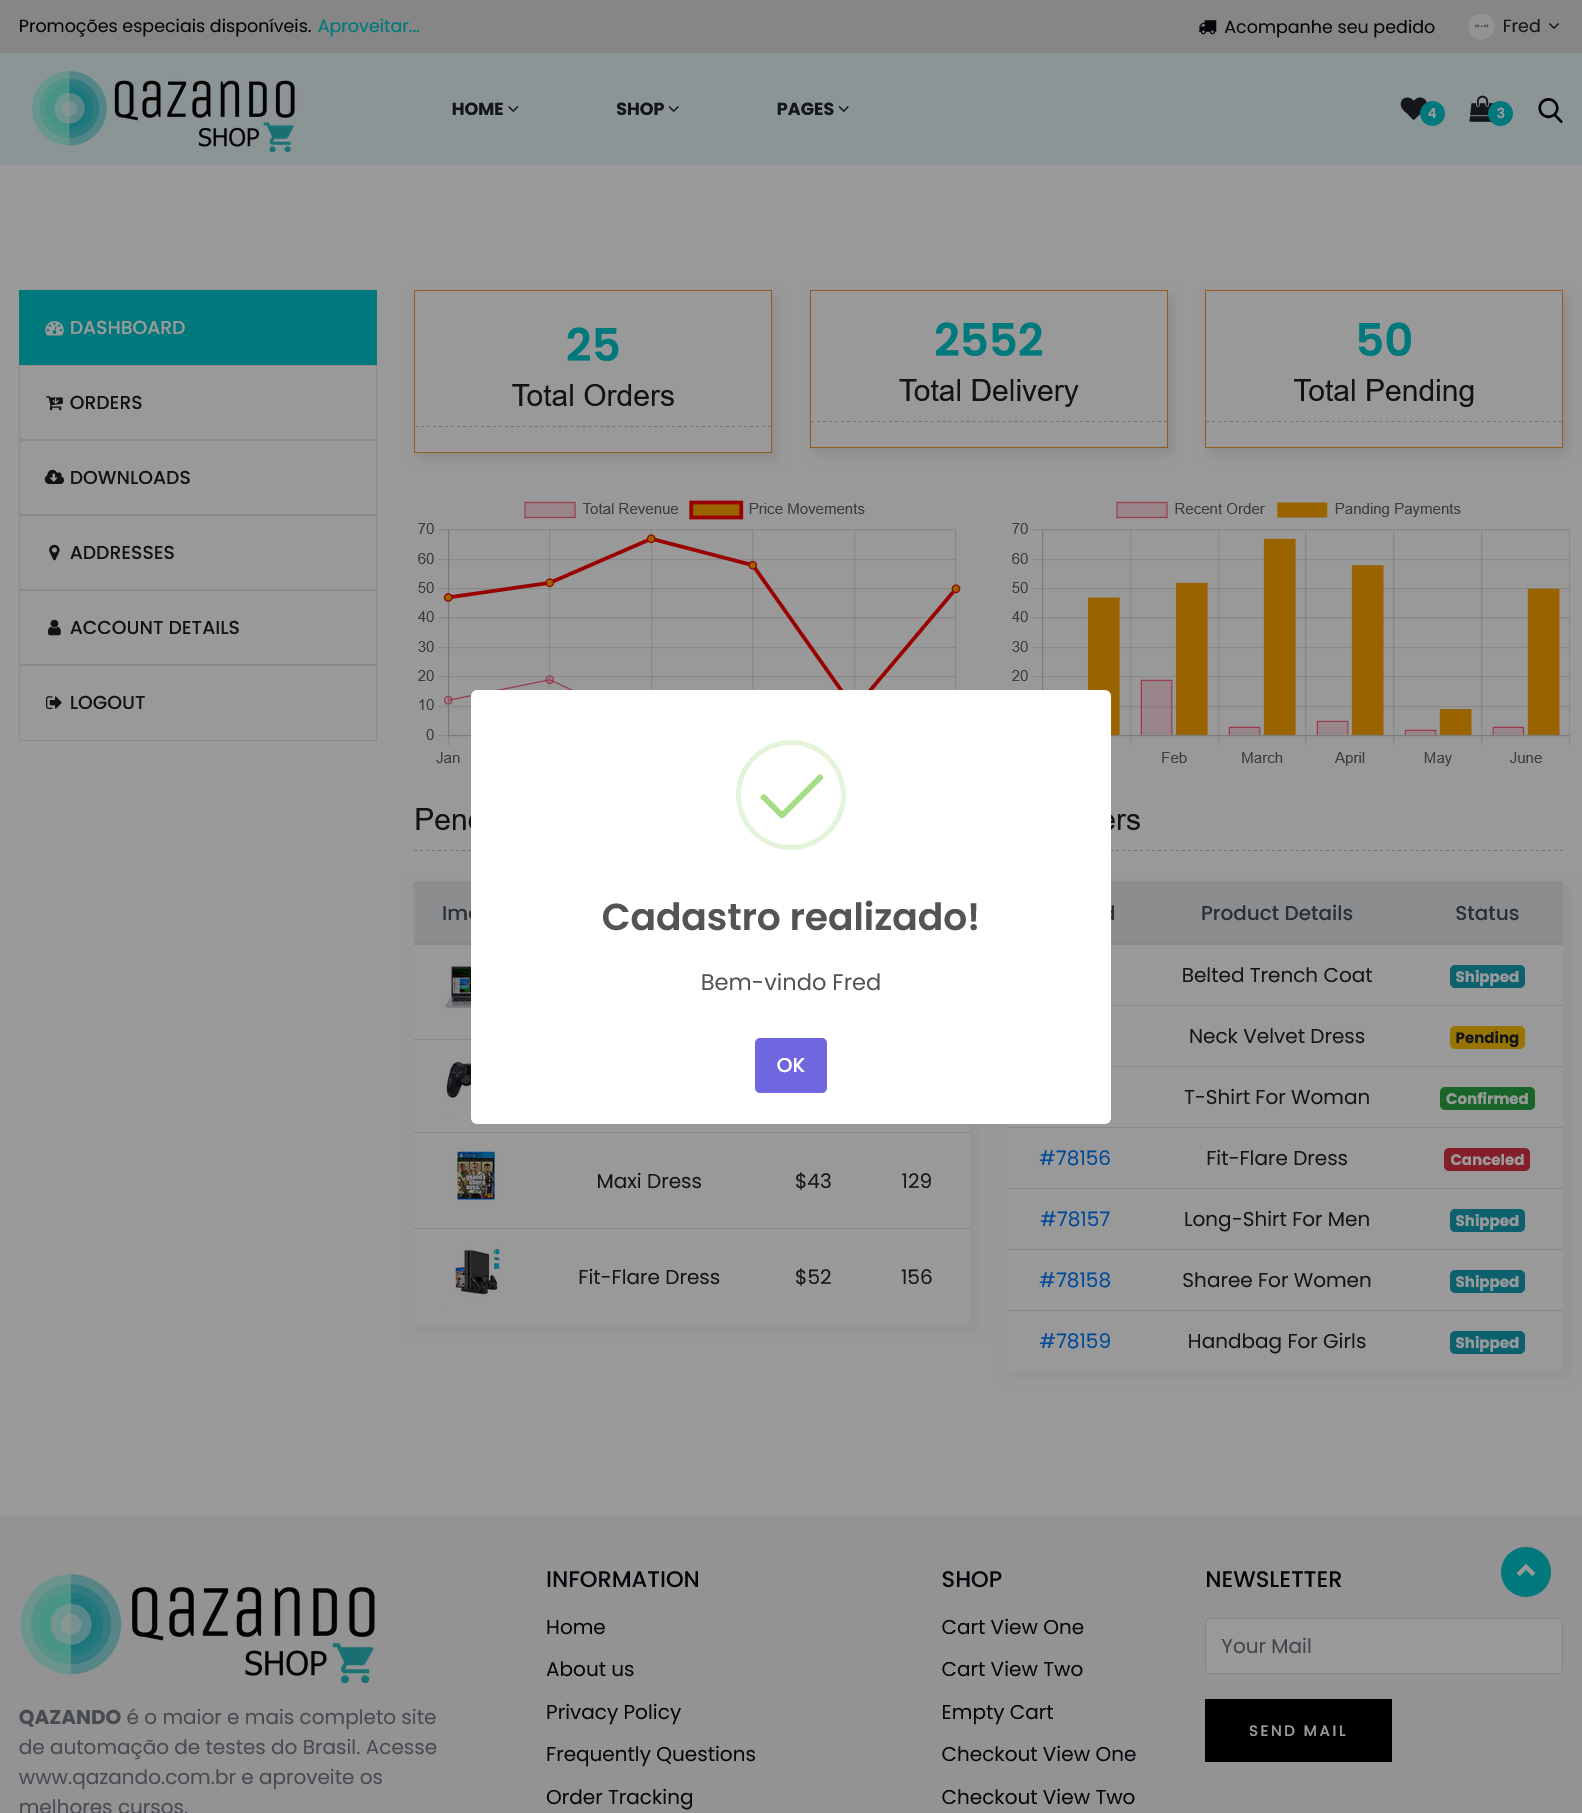 Promoções especiais disponíveis. Aproveitar...
Acompanhe seu pedido
Fred
QAZANDO
SHOP
HOME
SHOP
PAGES
4
3
DASHBOARD
ORDERS
DOWNLOADS
ADDRESSES
ACCOUNT DETAILS
LOGOUT
25
Total Orders
2552
Total Delivery
50
Total Pending
Total Revenue
Price Movements
70
60
50
40
30
20
10
0
Jan
Recent Order
Panding Payments
70
60
50
40
30
20
Feb
March
April
May
June
Cadastro realizado!
Bem-vindo Fred
OK
Product Details
Status
Belted Trench Coat
Shipped
Neck Velvet Dress
Pending
T-Shirt For Woman
Confirmed
Maxi Dress
$43
129
Fit-Flare Dress
$52
156
#78156
Fit-Flare Dress
Canceled
#78157
Long-Shirt For Men
Shipped
#78158
Sharee For Women
Shipped
#78159
Handbag For Girls
Shipped
QAZANDO
SHOP
QAZANDO é o maior e mais completo site
de automação de testes do Brasil. Acesse
www.qazando.com.br e aproveite os
melhores cursos.
INFORMATION
Home
About us
Privacy Policy
Frequently Questions
Order Tracking
SHOP
Cart View One
Cart View Two
Empty Cart
Checkout View One
Checkout View Two
NEWSLETTER
Your Mail
SEND MAIL